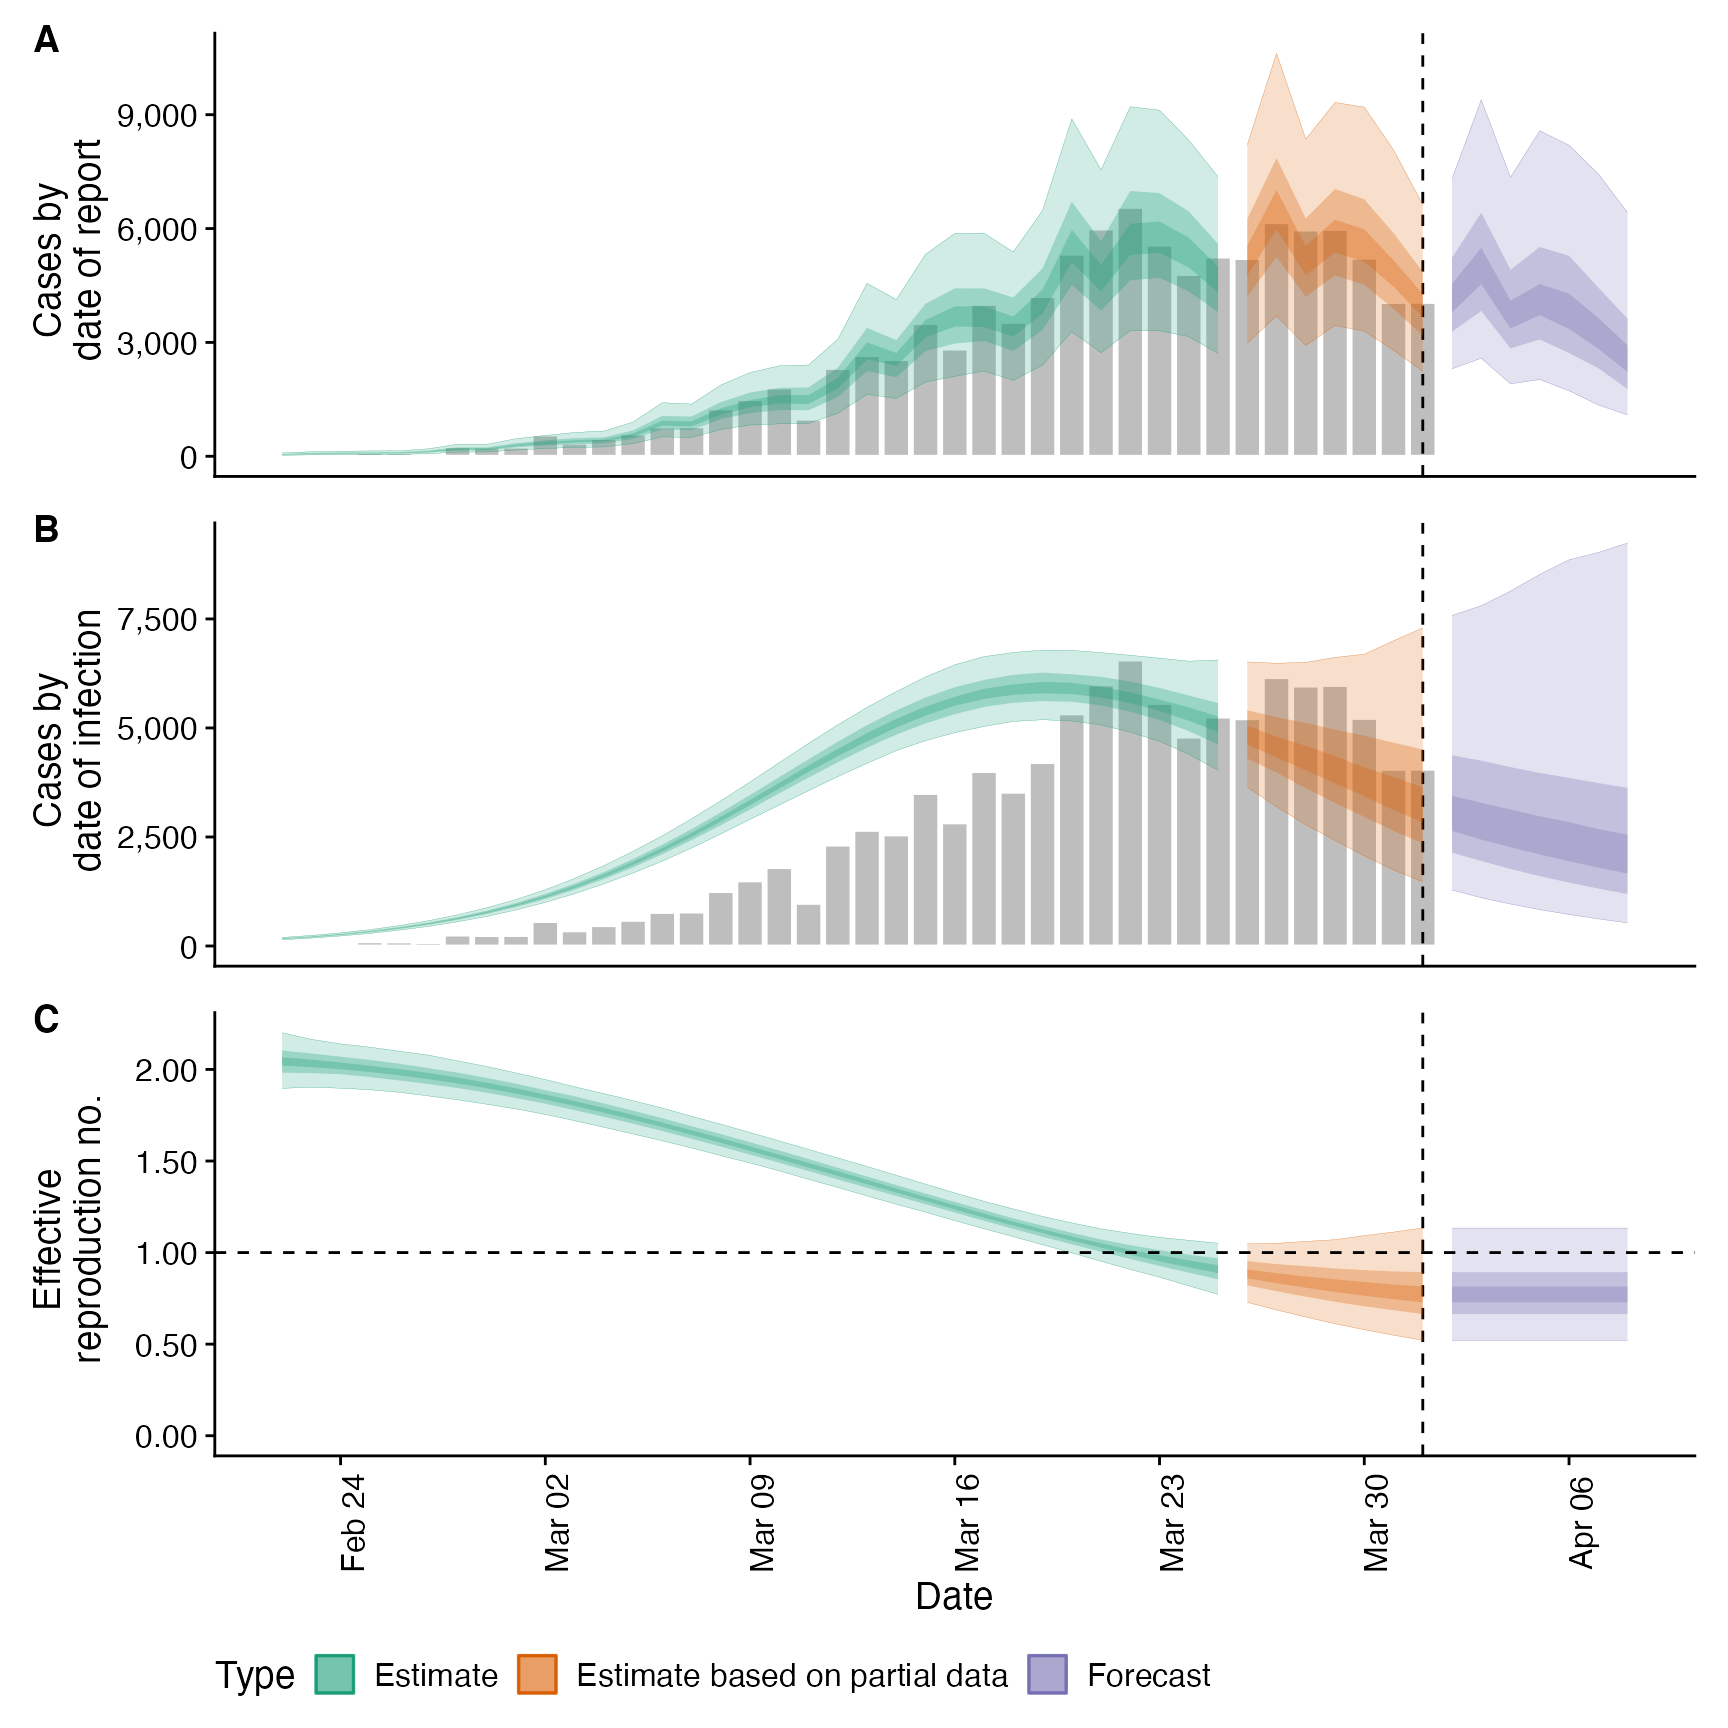 A
Cases by
date of report
9,000
6,000
3,000
0
B
Cases by
date of infection
7,500
5,000
2,500
0
C
Effective
reproduction no.
2.00
1.50
1.00
0.50
0.00
Feb 24
Mar 02
Mar 09
Mar 16
Mar 23
Mar 30
Apr 06
Date
Type Estimate Estimate based on partial data Forecast